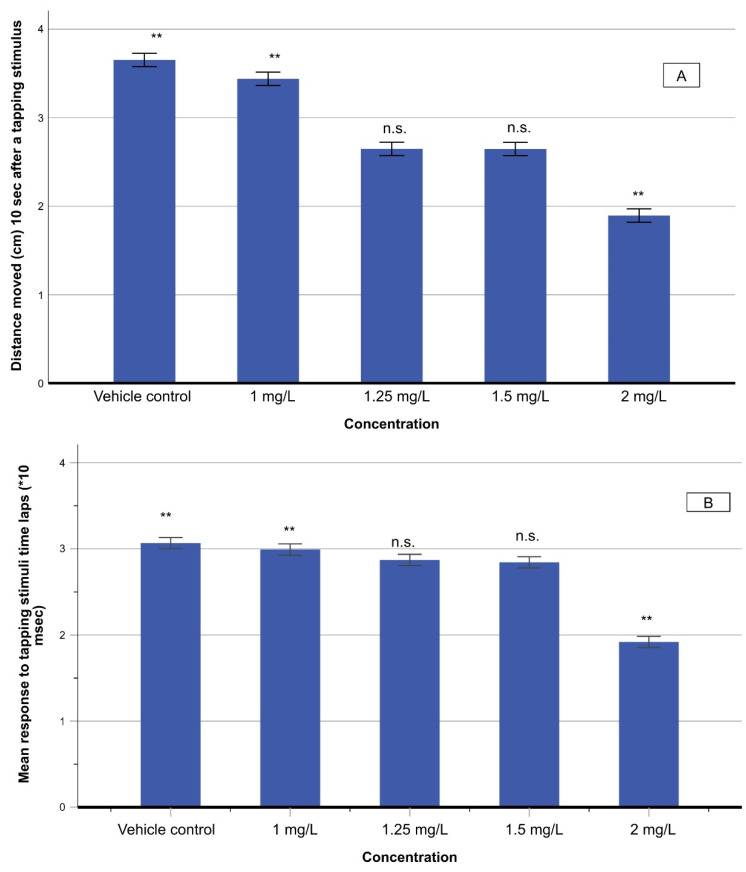 Distance moved (cm) 10 sec after a tapping stimulus
4
3
2
1
0
**
**
n.s.
n.s.
**
A
Vehicle control
1 mg/L
1.25 mg/L
1.5 mg/L
2 mg/L
Concentration
Mean response to tapping stimuli time laps (*10
msec)
4
3
2
1
0
**
**
n.s.
n.s.
**
B
Vehicle control
1 mg/L
1.25 mg/L
1.5 mg/L
2 mg/L
Concentration